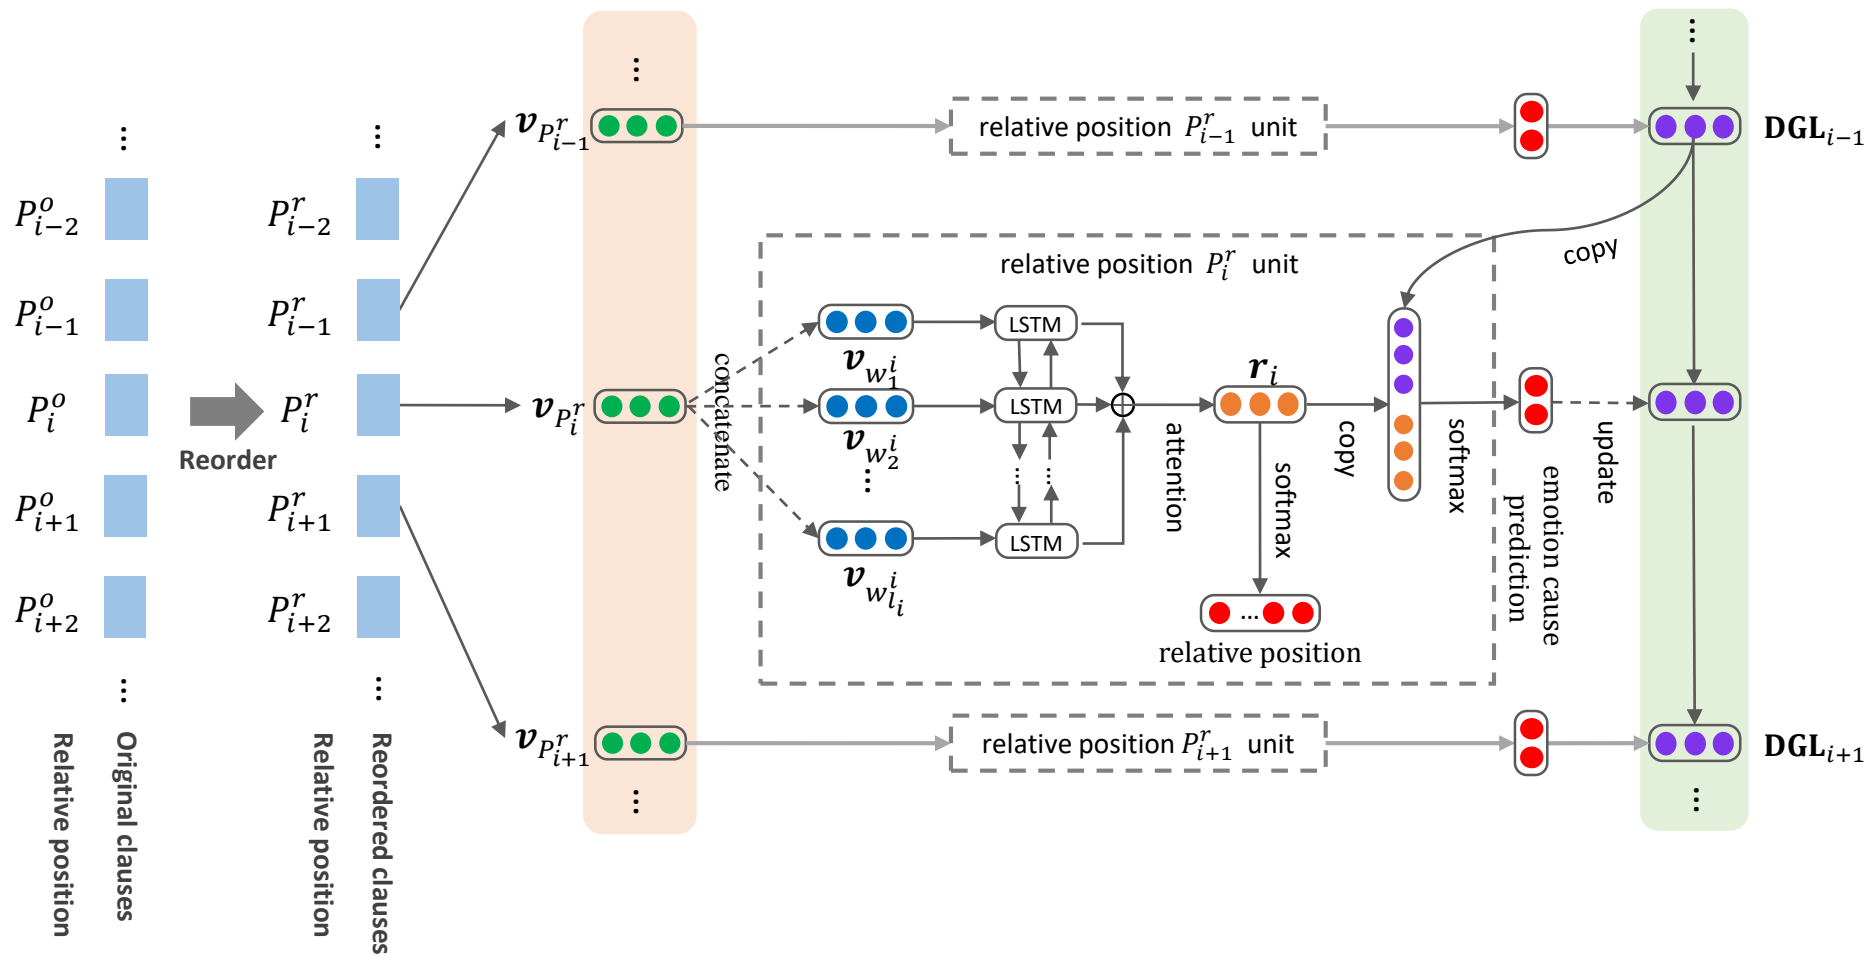 ⋮
P^o_{i−2}
P^o_{i−1}
P^o_i
P^o_{i+1}
P^o_{i+2}
⋮
Relative position
Original clauses
Reorder
⋮
P^r_{i−2}
P^r_{i−1}
P^r_i
P^r_{i+1}
P^r_{i+2}
⋮
Relative position
Reordered clauses
⋮
v_{P^r_{i−1}}
v_{P^r_i}
v_{P^r_{i+1}}
⋮
relative position P^r_{i−1} unit
concatenate
relative position P^r_i unit
v_{w^i_1}
v_{w^i_2}
⋮
v_{w^i_{l_i}}
LSTM
LSTM
... ...
LSTM
attention
r_i
softmax
...
relative position
copy
copy
softmax
emotion cause
prediction
update
relative position P^r_{i+1} unit
⋮
DGL_{i−1}
DGL_{i+1}
⋮